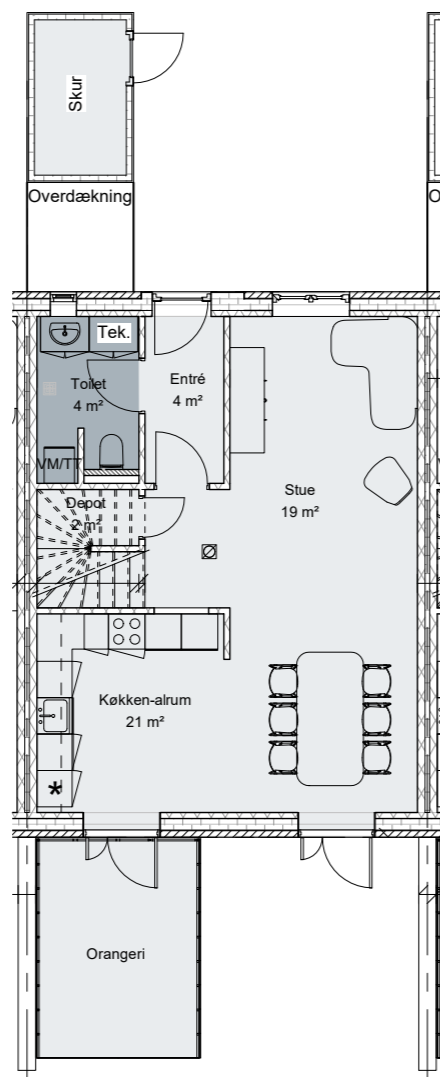 Skur
Overdækning
O
Tek.
Toilet
4 m²
Entré
4 m²
VM/TT
Depot
2 m²
Stue
19 m²
Køkken-alrum
21 m²
*
Orangeri